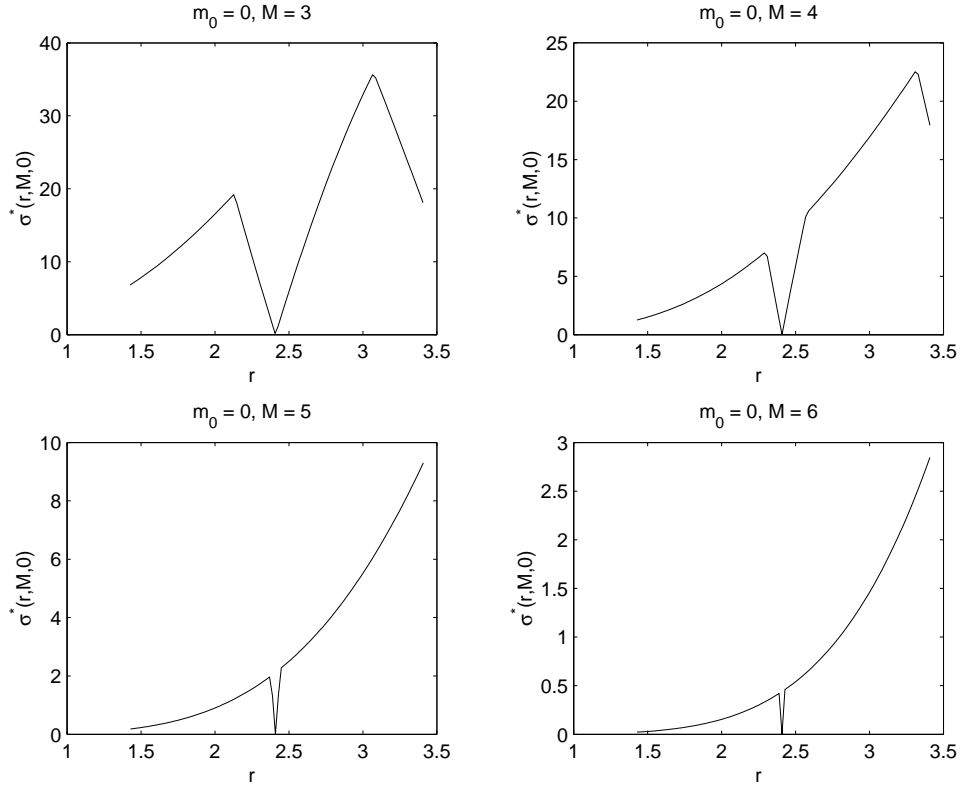 m0 = 0, M = 3
40
30
20
10
0
σ*(r,M,0)
1 1.5 2 2.5 3 3.5
r
m0 = 0, M = 4
25
20
15
10
5
0
σ*(r,M,0)
1 1.5 2 2.5 3 3.5
r
m0 = 0, M = 5
10
8
6
4
2
0
σ*(r,M,0)
1 1.5 2 2.5 3 3.5
r
m0 = 0, M = 6
3
2.5
2
1.5
1
0.5
0
σ*(r,M,0)
1 1.5 2 2.5 3 3.5
r